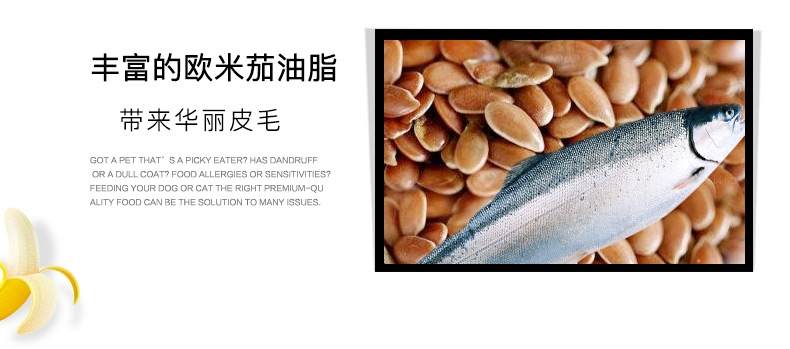 丰富的欧米茄油脂
带来华丽皮毛
GOT A PET THAT’S A PICKY EATER? HAS DANDRUFF
OR A DULL COAT? FOOD ALLERGIES OR SENSITIVITIES?
FEEDING YOUR DOG OR CAT THE RIGHT PREMIUM-QU
ALITY FOOD CAN BE THE SOLUTION TO MANY ISSUES.